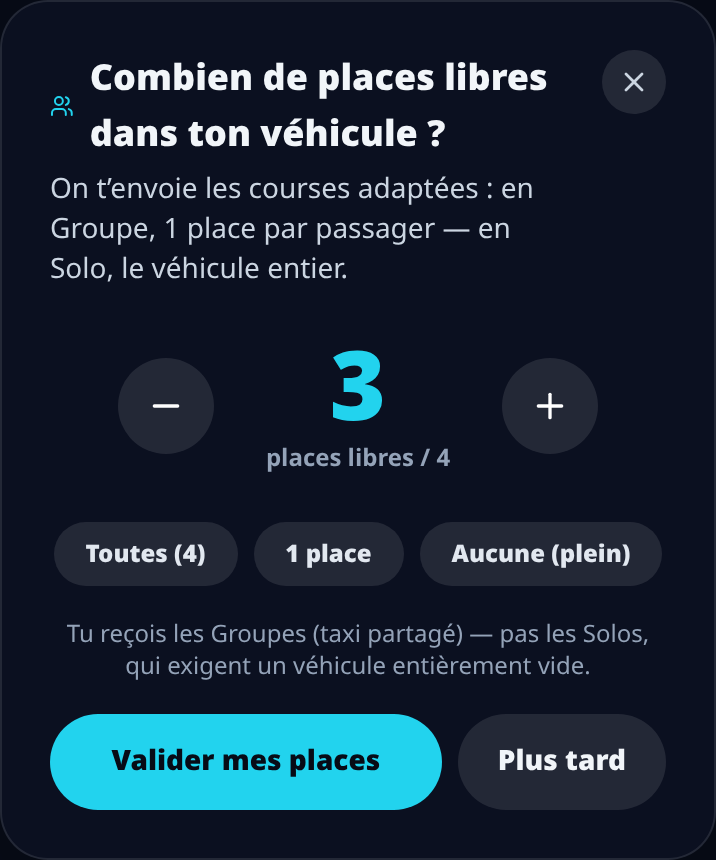 Combien de places libres
dans ton véhicule ?
On t’envoie les courses adaptées : en
Groupe, 1 place par passager — en
Solo, le véhicule entier.
3
places libres / 4
Toutes (4)
1 place
Aucune (plein)
Tu reçois les Groupes (taxi partagé) — pas les Solos,
qui exigent un véhicule entièrement vide.
Valider mes places
Plus tard